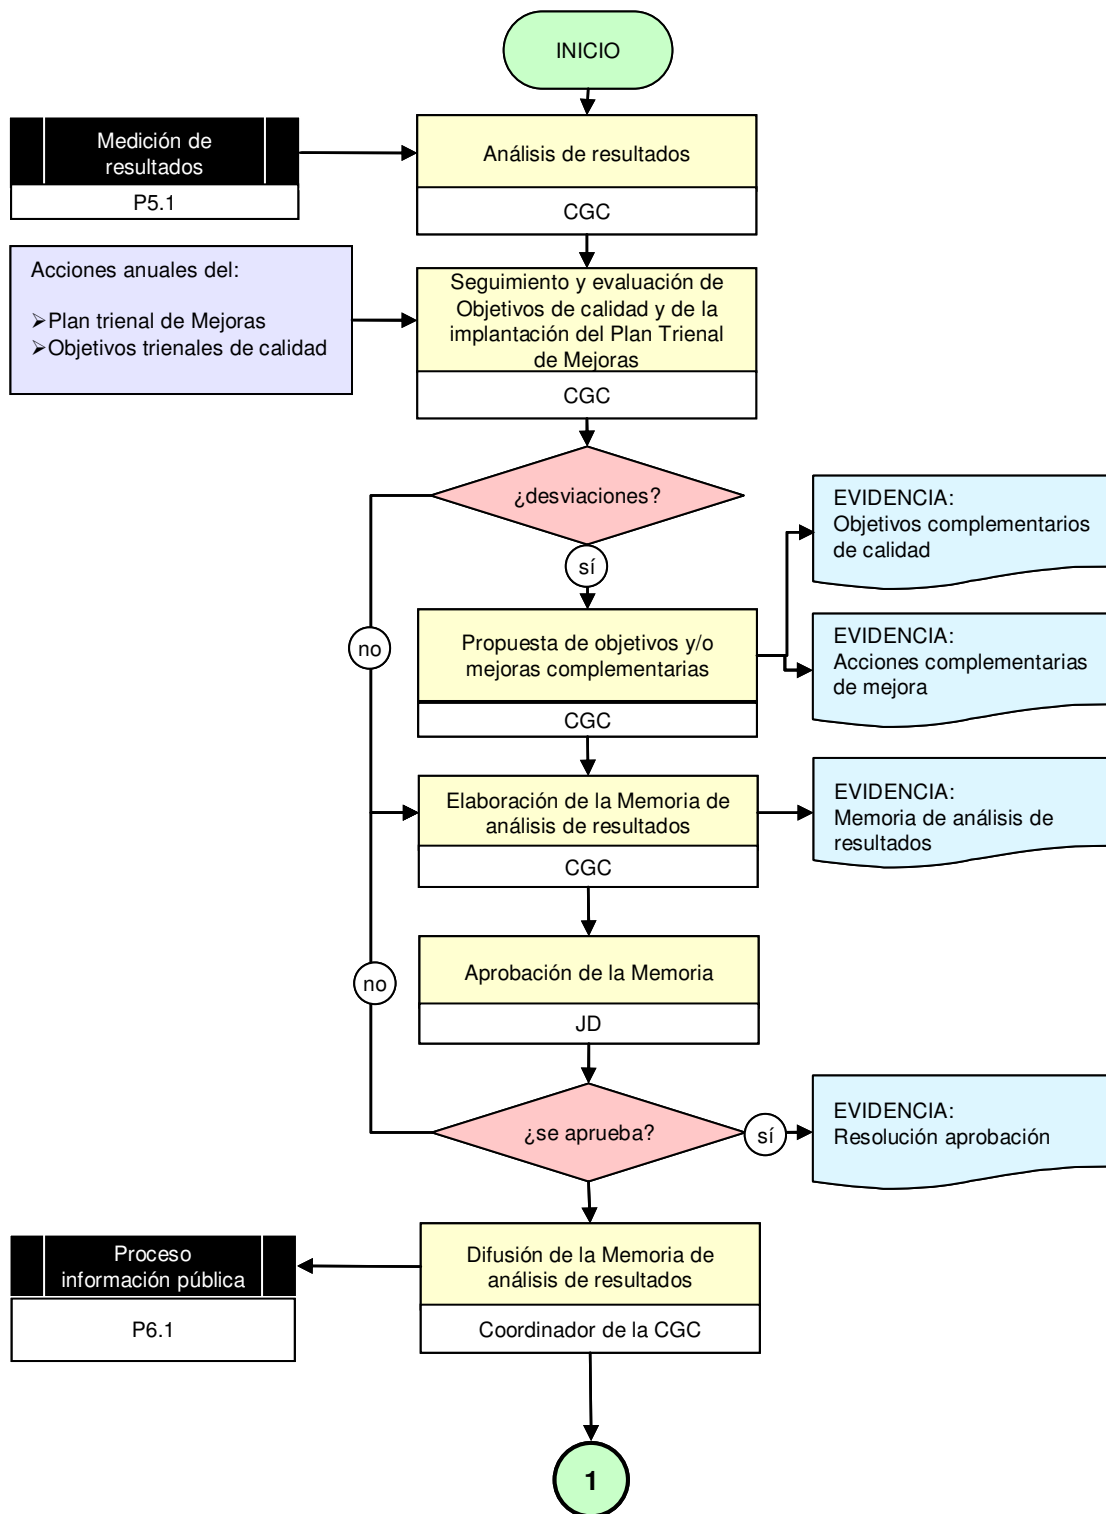 INICIO
Medición de
resultados
P5.1
Análisis de resultados
CGC
Acciones anuales del:
➢Plan trienal de Mejoras
➢Objetivos trienales de calidad
Seguimiento y evaluación de
Objetivos de calidad y de la
implantación del Plan Trienal
de Mejoras
CGC
¿desviaciones?
sí
no
EVIDENCIA:
Objetivos complementarios
de calidad
Propuesta de objetivos y/o
mejoras complementarias
CGC
EVIDENCIA:
Acciones complementarias
de mejora
Elaboración de la Memoria de
análisis de resultados
CGC
EVIDENCIA:
Memoria de análisis de
resultados
Aprobación de la Memoria
JD
no
¿se aprueba?
sí
EVIDENCIA:
Resolución aprobación
Proceso
información pública
P6.1
Difusión de la Memoria de
análisis de resultados
Coordinador de la CGC
1